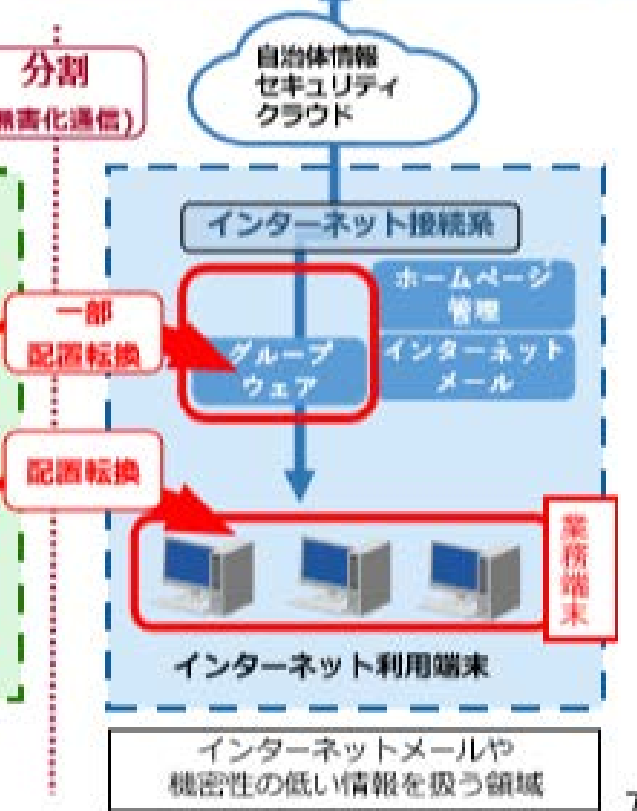 自治体情報
セキュリティ
クラウド
分割
無害化通信)
インターネット接続系
ホームページ
管理
一部
配置転換
グループ
ウェア
インターネット
メール
配置転換
業務端末
インターネット利用端末
インターネットメールや
機密性の低い情報を扱う領域